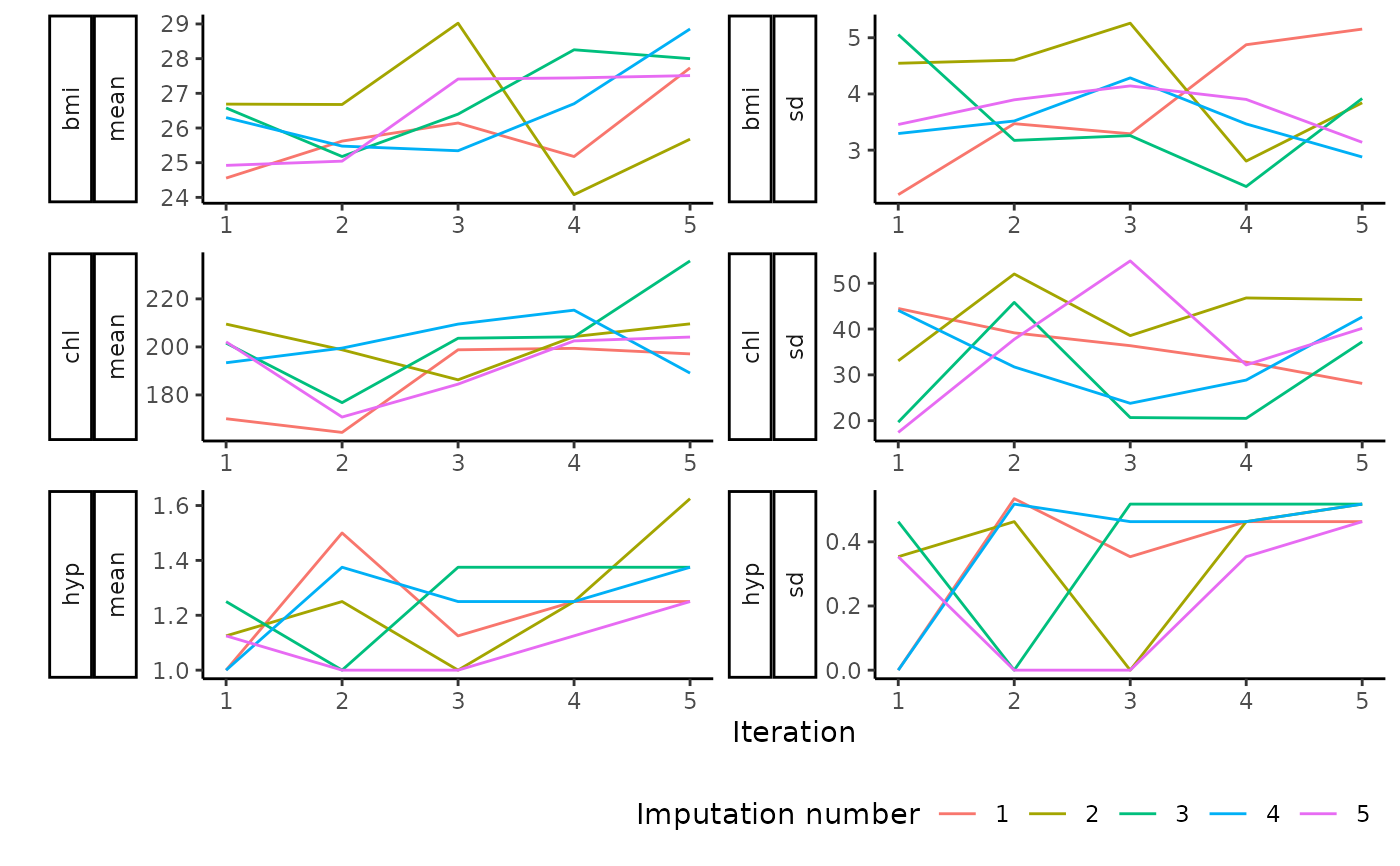 bmi mean 29 28 27 26 25 24 1 2 3 4 5
bmi sd 5 4 3 1 2 3 4 5
chl mean 220 200 180 1 2 3 4 5
chl sd 50 40 30 20 1 2 3 4 5
hyp mean 1.6 1.4 1.2 1.0 1 2 3 4 5
hyp sd 0.4 0.2 0.0 1 2 3 4 5
Iteration
Imputation number 1 2 3 4 5